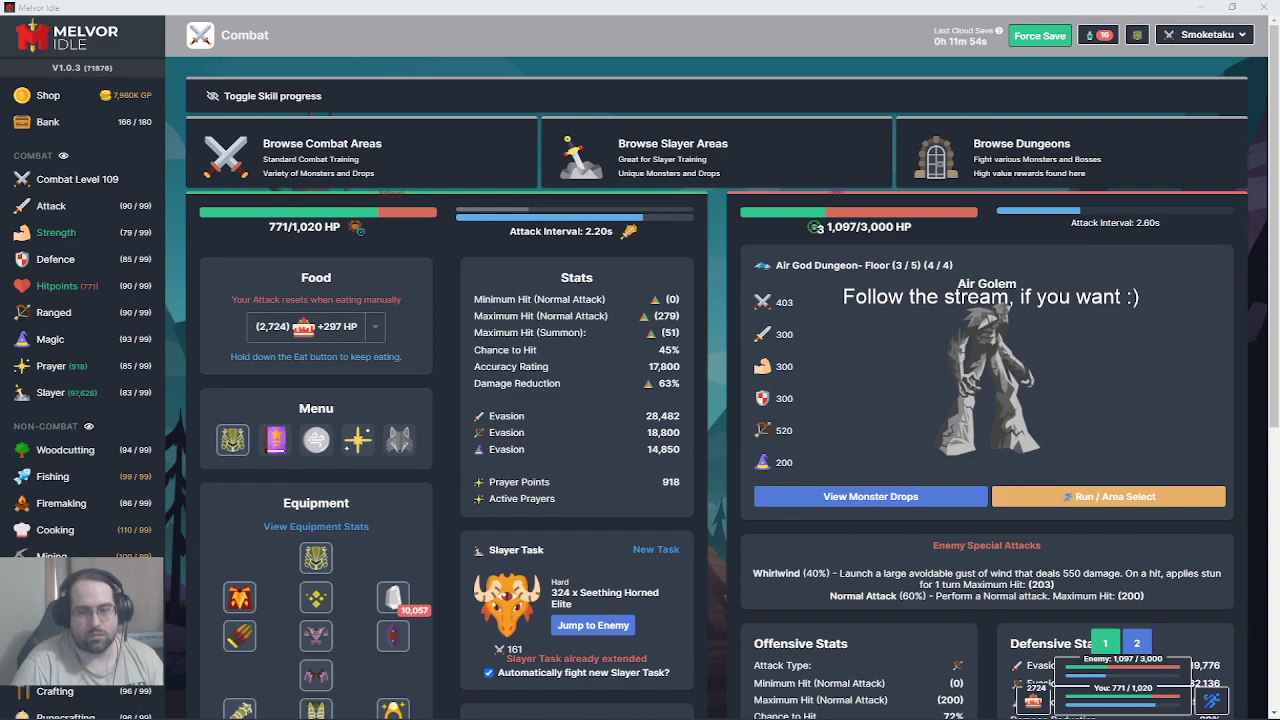 Melvor Idle
MELVOR
IDLE
Combat
Last Cloud Save
0h 11m 54s
Force Save
16
Smoketaku
V1.0.3 (?1876)
Shop
7,960K GP
Bank
166 / 180
COMBAT
Combat Level 109
Attack
(90 / 99)
Strength
(79 / 99)
Defence
(85 / 99)
Hitpoints (771)
(89 / 99)
Ranged
(90 / 99)
Magic
(93 / 99)
Prayer (918)
(85 / 99)
Slayer (97,626)
(83 / 99)
NON-COMBAT
Woodcutting
(94 / 99)
Fishing
(99 / 99)
Firemaking
(86 / 99)
Cooking
(110 / 99)
Mining
Crafting
(96 / 99)
Runecrafting
Toggle Skill progress
Browse Combat Areas
Standard Combat Training
Variety of Monsters and Drops
Browse Slayer Areas
Great for Slayer Training
Unique Monsters and Drops
Browse Dungeons
Fight various Monsters and Bosses
High value rewards found here
771/1,020 HP
Attack Interval: 2.20s
Food
Your Attack resets when eating manually
(2,724) +297 HP
Hold down the Eat button to keep eating.
Menu
Equipment
View Equipment Stats
10,057
Stats
Minimum Hit (Normal Attack)
(0)
Maximum Hit (Normal Attack)
(279)
Maximum Hit (Summon):
(51)
Chance to Hit
45%
Accuracy Rating
17,800
Damage Reduction
63%
Evasion
28,482
Evasion
18,800
Evasion
14,850
Prayer Points
918
Active Prayers
Slayer Task
New Task
Hard
324 x Seething Horned
Elite
Jump to Enemy
161
Slayer Task already extended
Automatically fight new Slayer Task?
3 1,097/3,000 HP
Attack Interval: 2.60s
Air God Dungeon- Floor (3 / 5) (4 / 4)
Air Golem
Follow the stream, if you want :)
403
300
300
300
520
200
View Monster Drops
Run / Area Select
Enemy Special Attacks
Whirlwind (40%) - Launch a large avoidable gust of wind that deals 550 damage. On a hit, applies stun
for 1 turn Maximum Hit: (203)
Normal Attack (60%) - Perform a Normal attack. Maximum Hit: (200)
Offensive Stats
Attack Type:
Minimum Hit (Normal Attack)
(0)
Maximum Hit (Normal Attack)
(200)
Chance to Hit
72%
1
2
Enemy: 1,097 / 3,000
2724
You: 771 / 1,020